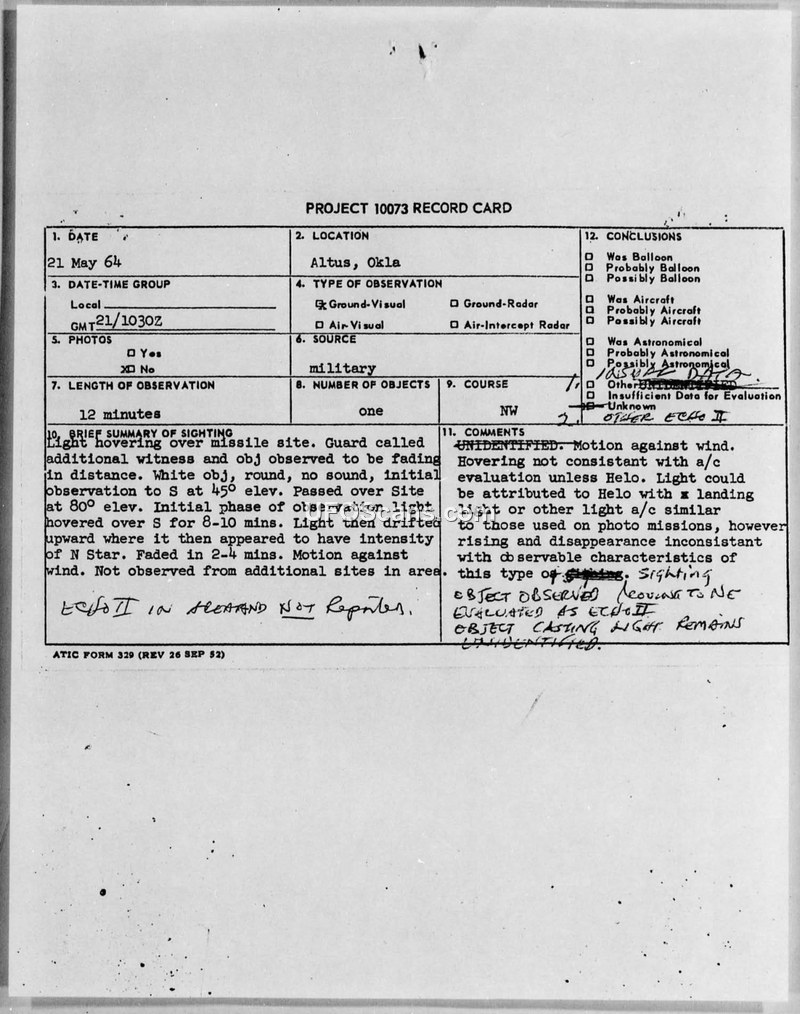 PROJECT 10073 RECORD CARD
1. DATE
21 May 64
2. LOCATION
Altus, Okla
12. CONCLUSIONS
Was Balloon
Probably Balloon
Possibly Balloon
Was Aircraft
Probably Aircraft
Possibly Aircraft
Was Astronomical
Probably Astronomical
Possibly Astronomical
1, INSUF DATA
Other UNIDENTIFIED
Insufficient Data for Evaluation
Unknown
2. OTHER ECHO II
3. DATE-TIME GROUP
Local
GMT 21/1030Z
4. TYPE OF OBSERVATION
X Ground-Visual
Ground-Radar
Air-Visual
Air-Intercept Radar
5. PHOTOS
Yes
X No
6. SOURCE
military
7. LENGTH OF OBSERVATION
12 minutes
8. NUMBER OF OBJECTS
one
9. COURSE
NW
10. BRIEF SUMMARY OF SIGHTING
Light hovering over missile site. Guard called
additional witness and obj observed to be fading
in distance. White obj, round, no sound, initial
observation to S at 45° elev. Passed over Site
at 80° elev. Initial phase of observation light
hovered over S for 8-10 mins. Light then drifted
upward where it then appeared to have intensity
of N Star. Faded in 2-4 mins. Motion against
wind. Not observed from additional sites in area.
ECHO II IN AREA AND NOT Reported.
11. COMMENTS
UNIDENTIFIED. Motion against wind.
Hovering not consistent with a/c
evaluation unless Helo. Light could
be attributed to Helo with x landing
light or other light a/c similar
to those used on photo missions, however
rising and disappearance inconsistant
with observable characteristics of
this type of Sighting
OBJECT OBSERVED MOVING TO NE
EVALUATED AS ECHO II
OBJECT CASTING LIGHT REMAINS
UNIDENTIFIED.
ATIC FORM 329 (REV 26 SEP 52)
UFOscans.com